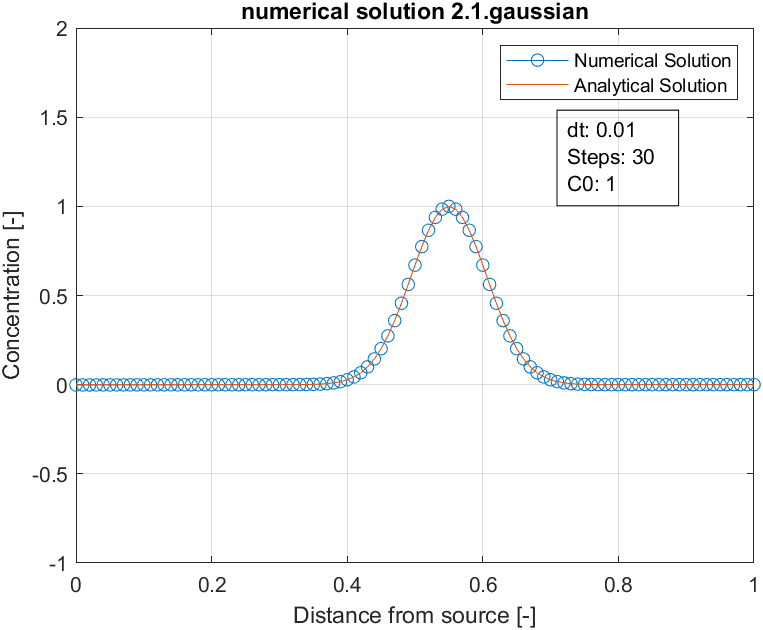 numerical solution 2.1.gaussian
2
1.5
1
0.5
0
-0.5
-1
Concentration [-]
Numerical Solution
Analytical Solution
dt: 0.01
Steps: 30
C0: 1
0 0.2 0.4 0.6 0.8 1
Distance from source [-]